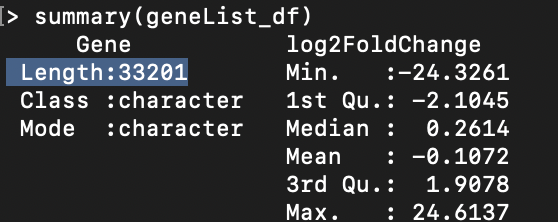 [> summary(geneList_df)
     Gene           log2FoldChange
 Length:33201       Min.   :-24.3261
 Class :character   1st Qu.: -2.1045
 Mode  :character   Median :  0.2614
                    Mean   : -0.1072
                    3rd Qu.:  1.9078
                    Max.   : 24.6137